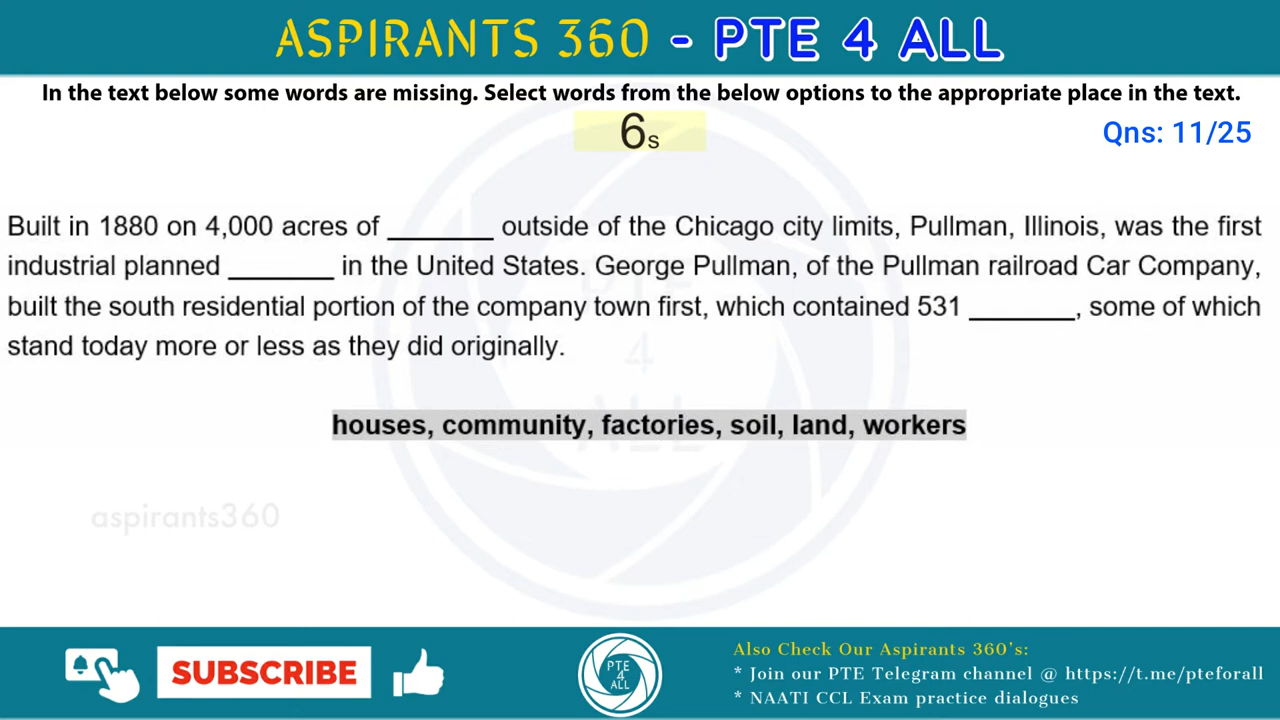 ASPIRANTS 360 - PTE 4 ALL
In the text below some words are missing. Select words from the below options to the appropriate place in the text.
6s
Qns: 11/25
Built in 1880 on 4,000 acres of _______ outside of the Chicago city limits, Pullman, Illinois, was the first
industrial planned _______ in the United States. George Pullman, of the Pullman railroad Car Company,
built the south residential portion of the company town first, which contained 531 _______, some of which
stand today more or less as they did originally.
PTE
4
ALL
houses, community, factories, soil, land, workers
aspirants360
SUBSCRIBE
PTE
4
ALL
Also Check Our Aspirants 360's:
* Join our PTE Telegram channel @ https://t.me/pteforall
* NAATI CCL Exam practice dialogues